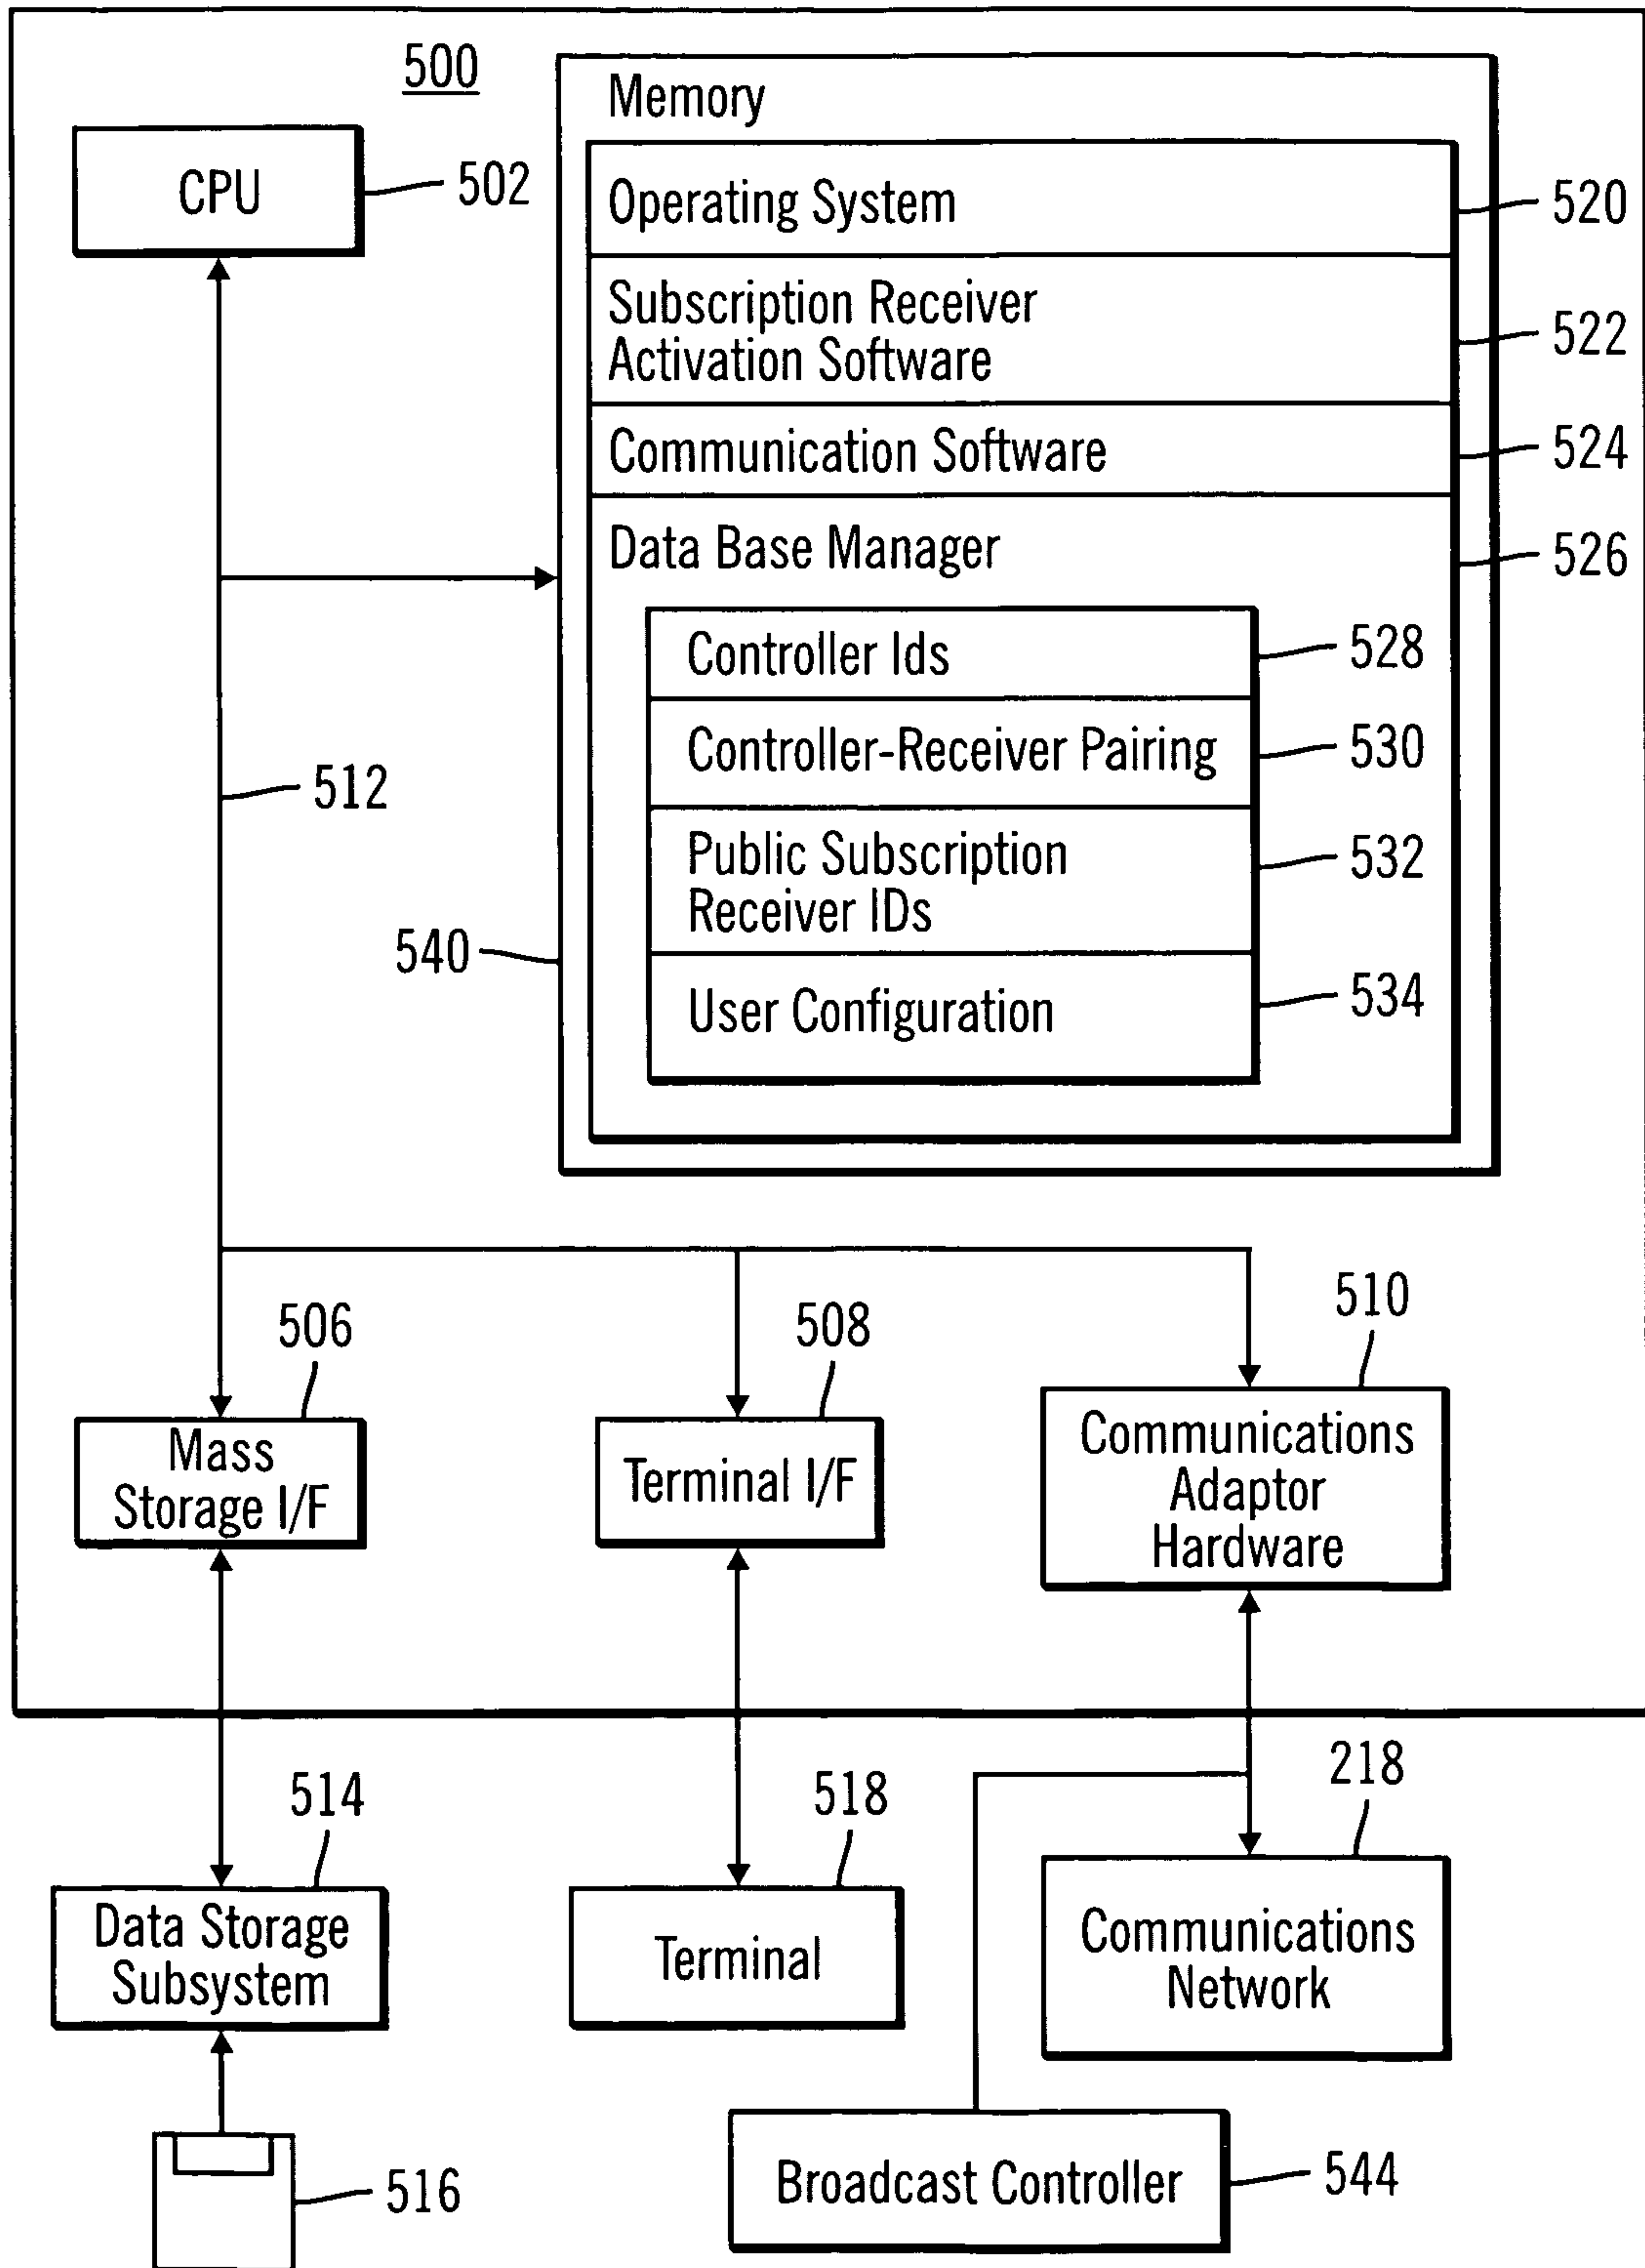 500
Memory
CPU
502
Operating System
520
Subscription Receiver
Activation Software
522
Communication Software
524
Data Base Manager
526
Controller Ids
528
Controller-Receiver Pairing
530
512
Public Subscription
Receiver IDs
532
540
User Configuration
534
506
508
510
Mass
Storage I/F
Terminal I/F
Communications
Adaptor
Hardware
514
518
218
Data Storage
Subsystem
Terminal
Communications
Network
516
Broadcast Controller
544